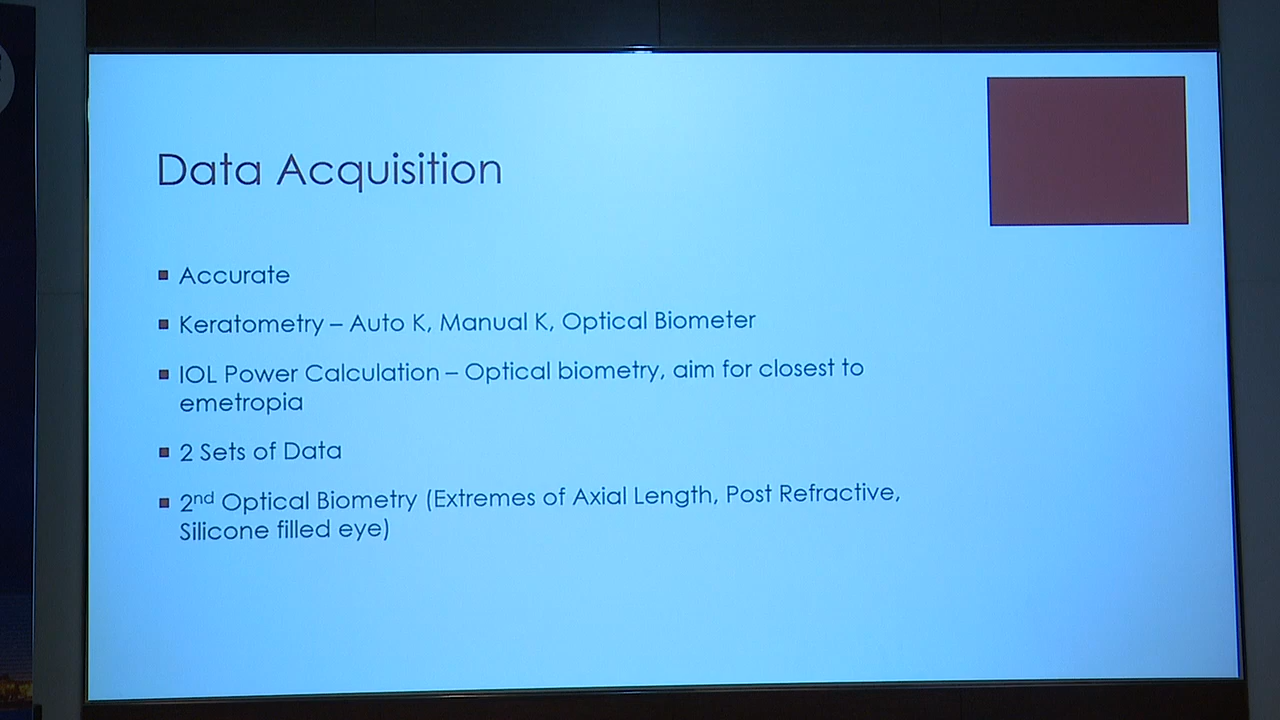 Data Acquisition
▪ Accurate
▪ Keratometry – Auto K, Manual K, Optical Biometer
▪ IOL Power Calculation – Optical biometry, aim for closest to
emetropia
▪ 2 Sets of Data
▪ 2nd Optical Biometry (Extremes of Axial Length, Post Refractive,
Silicone filled eye)